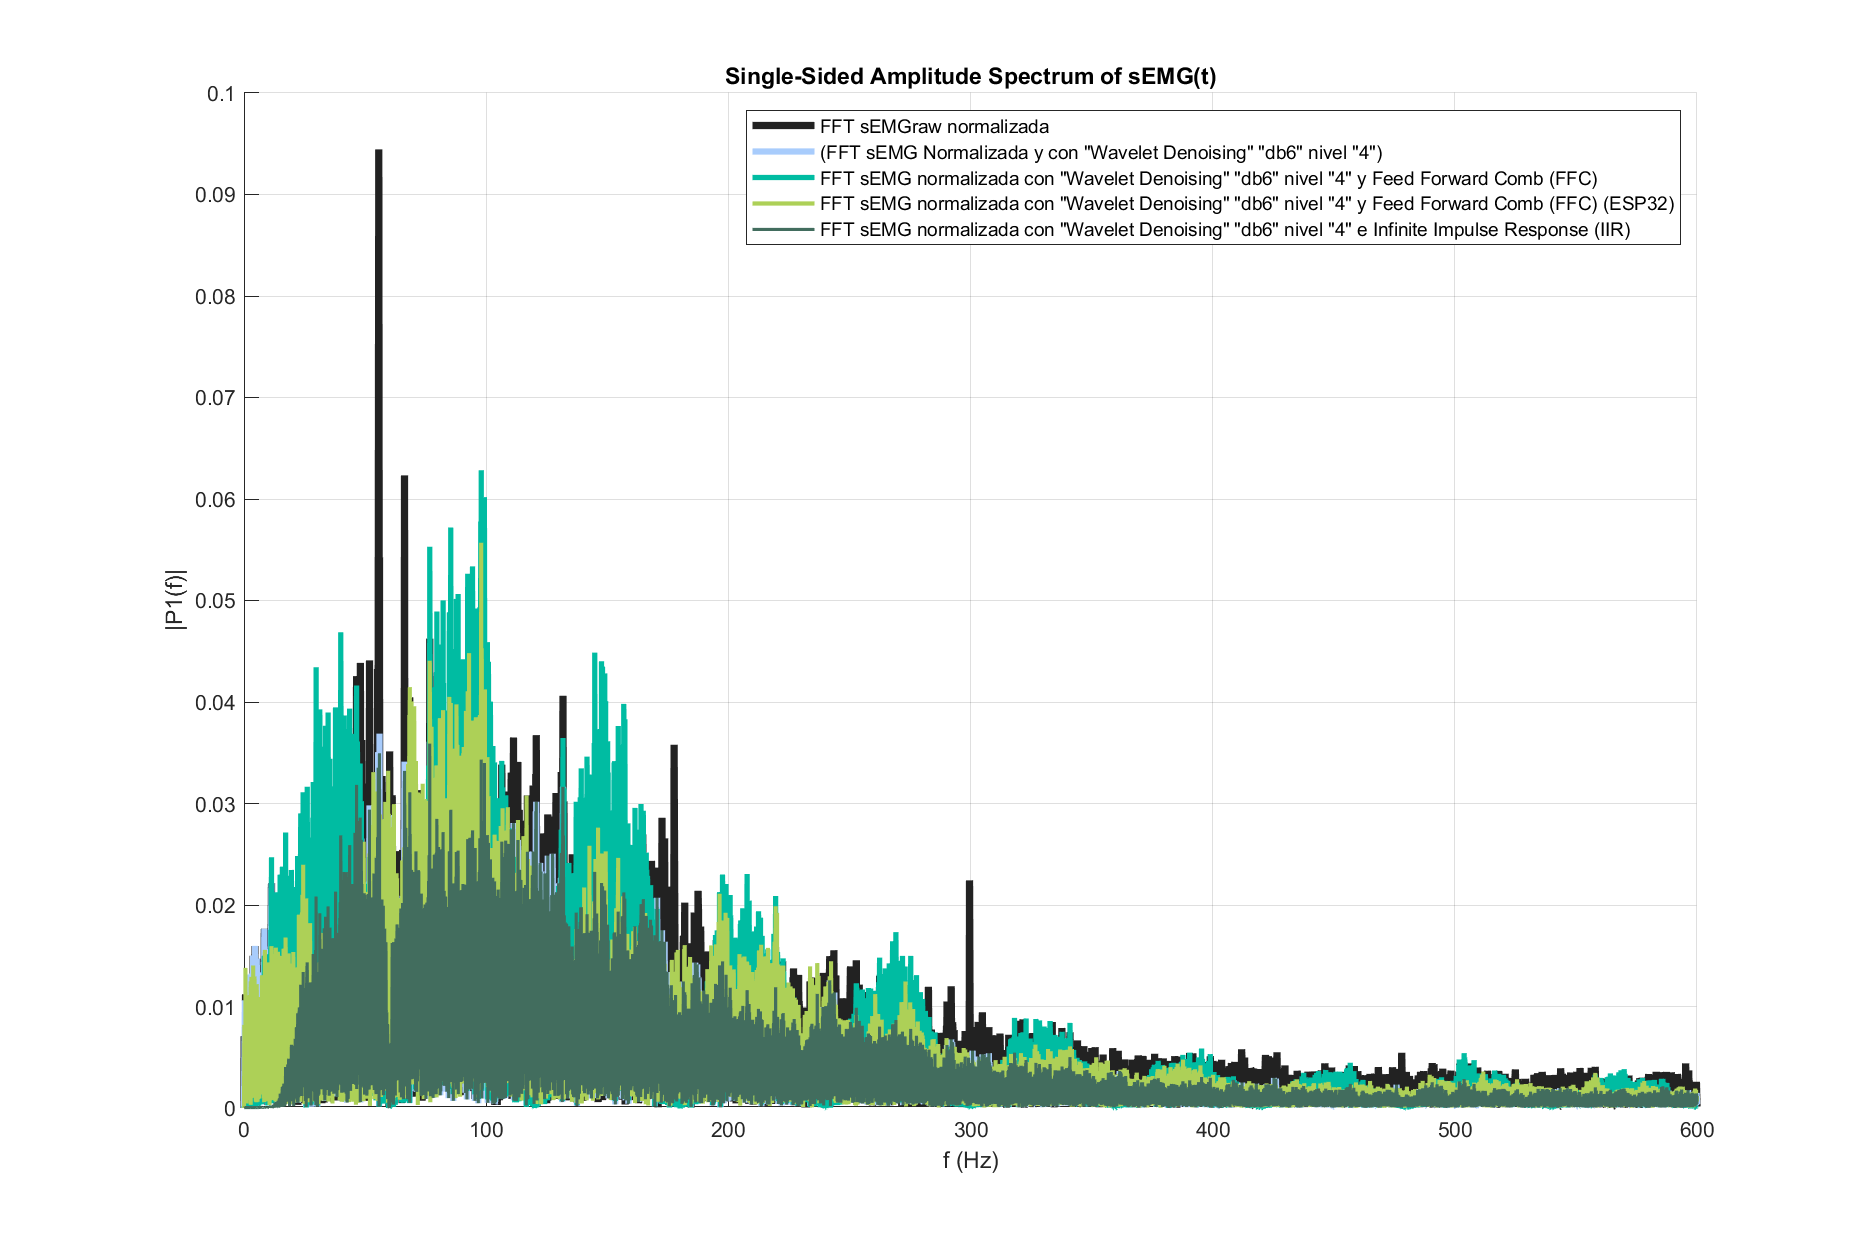 Single-Sided Amplitude Spectrum of sEMG(t)
FFT sEMGraw normalizada
(FFT sEMG Normalizada y con "Wavelet Denoising" "db6" nivel "4")
FFT sEMG normalizada con "Wavelet Denoising" "db6" nivel "4" y Feed Forward Comb (FFC)
FFT sEMG normalizada con "Wavelet Denoising" "db6" nivel "4" y Feed Forward Comb (FFC) (ESP32)
FFT sEMG normalizada con "Wavelet Denoising" "db6" nivel "4" e Infinite Impulse Response (IIR)
|P1(f)|
0.1
0.09
0.08
0.07
0.06
0.05
0.04
0.03
0.02
0.01
0
0 100 200 300 400 500 600
f (Hz)